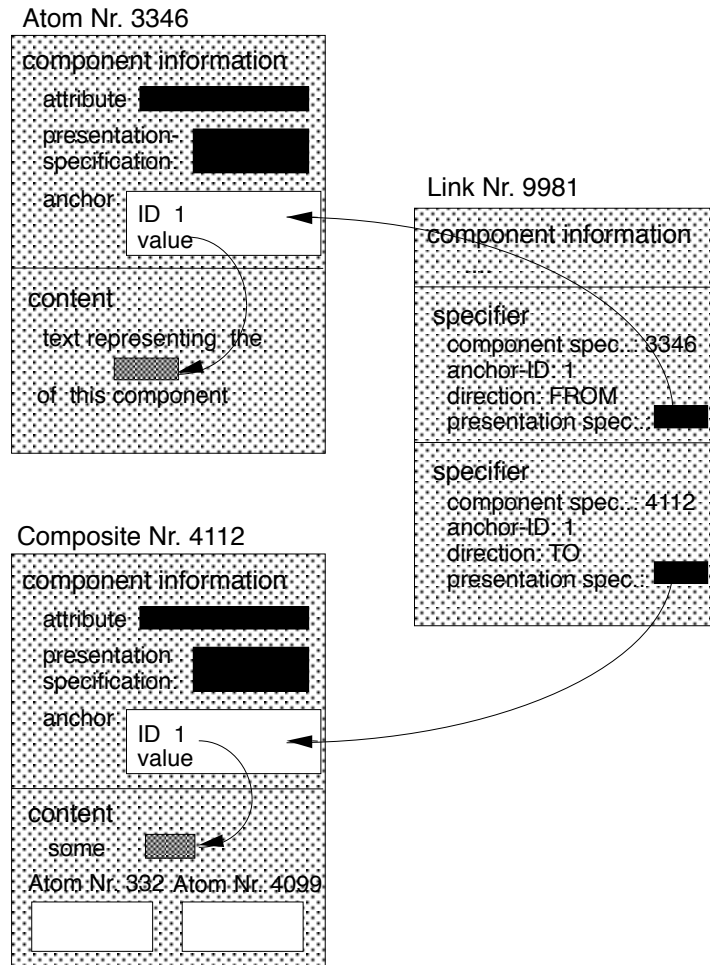 Atom Nr. 3346
component information
attribute
presentation-
specification
anchor
ID 1
value
content
text representing the
of this component
Link Nr. 9981
component information
....
specifier
component spec..: 3346
anchor-ID 1
direction: FROM
presentation spec..:
specifier
component spec..: 4112
anchor-ID 1
direction: TO
presentation spec..:
Composite Nr. 4112
component information
attribute
presentation
specification
anchor
ID 1
value
content
some
Atom Nr. 332
Atom Nr. 4099